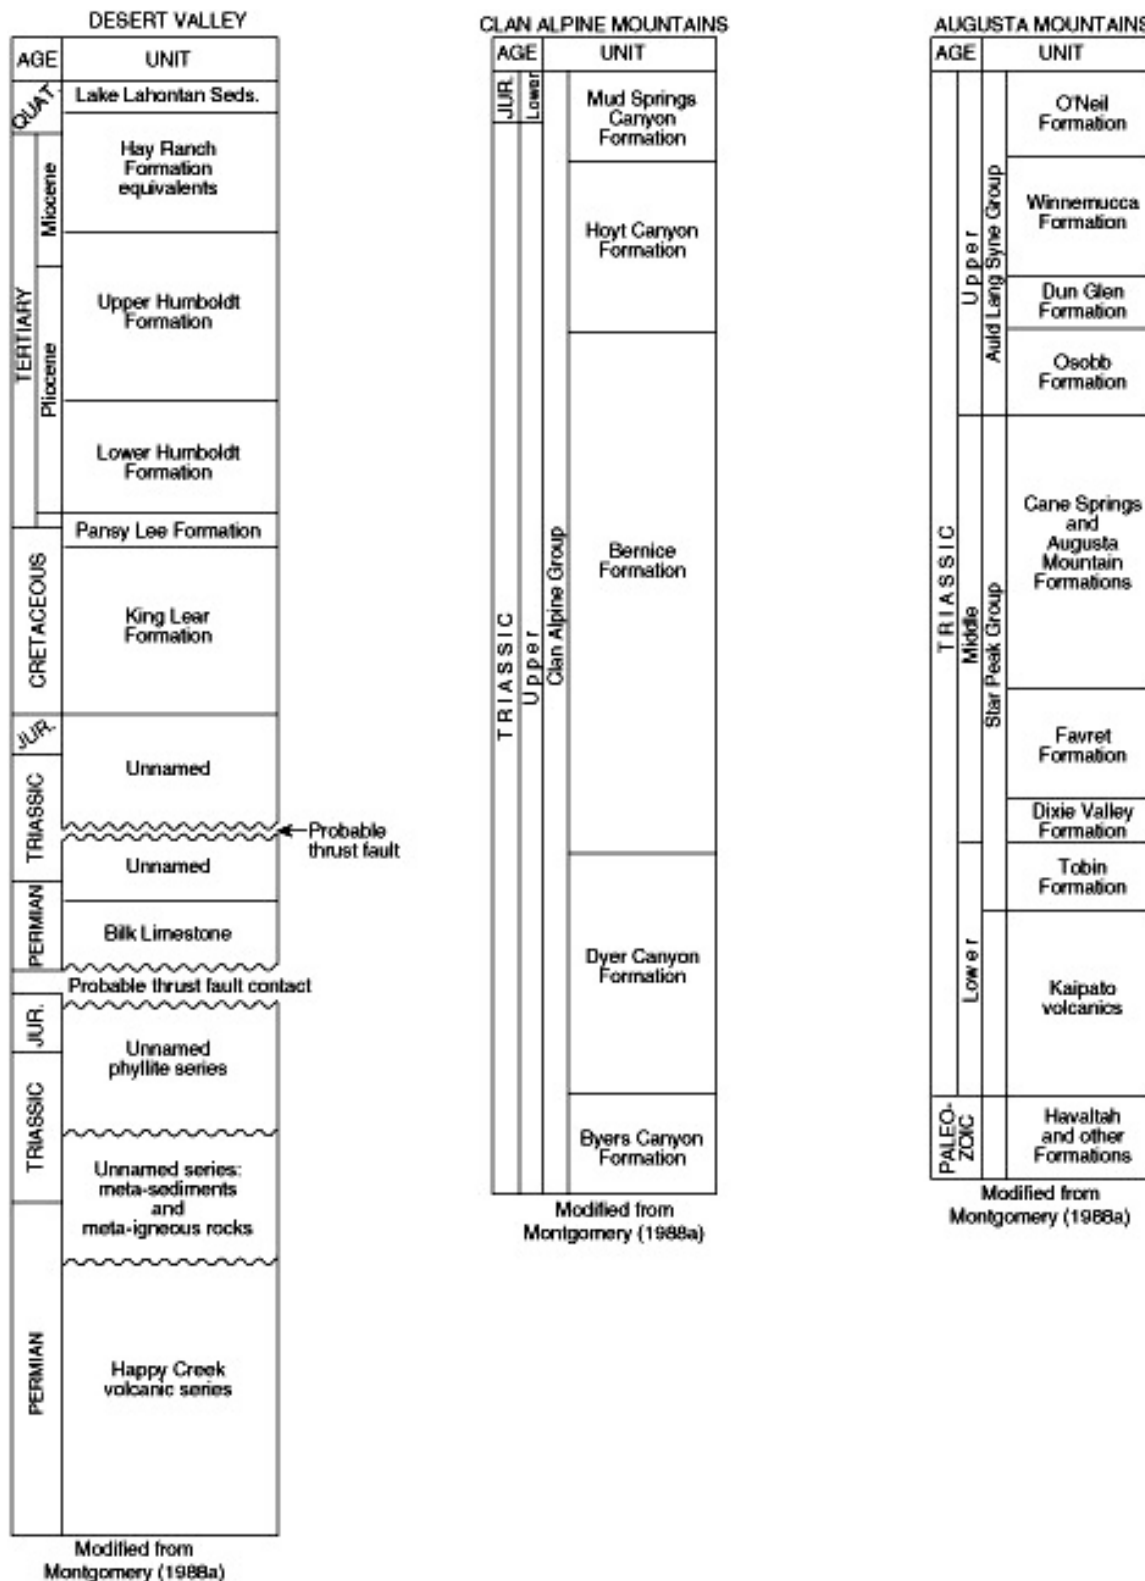 DESERT VALLEY
AGE
UNIT
QUAT.
TERTIARY
Miocene
Pliocene
CRETACEOUS
JUR.
TRIASSIC
PERMIAN
JUR.
TRIASSIC
PERMIAN
Lake Lahontan Seds.
Hay Ranch
Formation
equivalents
Upper Humboldt
Formation
Lower Humboldt
Formation
Pansy Lee Formation
King Lear
Formation
Unnamed
Probable
thrust fault
Unnamed
Bilk Limestone
Probable thrust fault contact
Unnamed
phyllite series
Unnamed series:
meta-sediments
and
meta-igneous rocks
Happy Creek
volcanic series
Modified from
Montgomery (1988a)
CLAN ALPINE MOUNTAINS
AGE
UNIT
JUR.
Lower
TRIASSIC
Upper
Clan Alpine Group
Mud Springs
Canyon
Formation
Hoyt Canyon
Formation
Bernice
Formation
Dyer Canyon
Formation
Byers Canyon
Formation
Modified from
Montgomery (1988a)
AUGUSTA MOUNTAINS
AGE
UNIT
TRIASSIC
Upper
Middle
Lower
PALEO-
ZOIC
Auld Lang Syne Group
Star Peak Group
O'Neil
Formation
Winnemucca
Formation
Dun Glen
Formation
Osobb
Formation
Cane Springs
and
Augusta
Mountain
Formations
Favret
Formation
Dixie Valley
Formation
Tobin
Formation
Kaipato
volcanics
Havaltah
and other
Formations
Modified from
Montgomery (1988a)